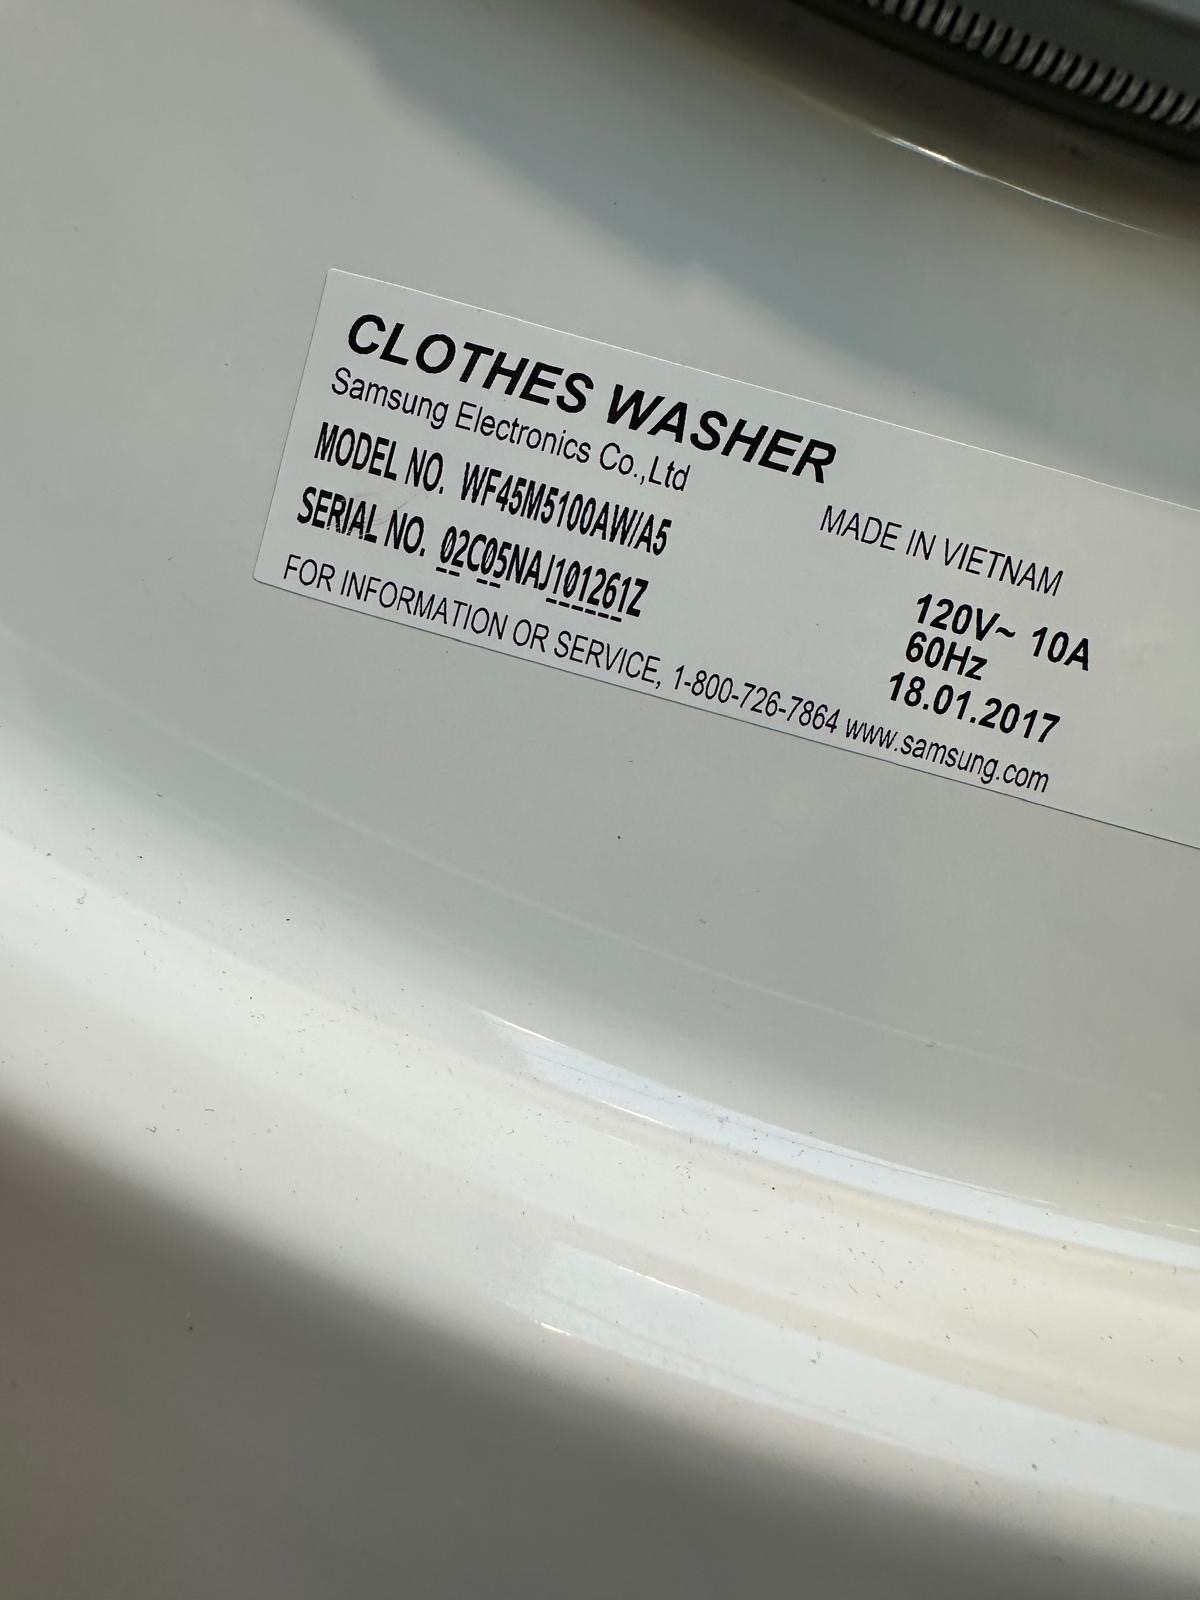 CLOTHES WASHER
Samsung Electronics Co.,Ltd
MODEL NO. WF45M5100AW/A5
MADE IN VIETNAM
SERIAL NO. 02C05NAJ101261Z
120V~ 10A
60Hz
18.01.2017
FOR INFORMATION OR SERVICE, 1-800-726-7864 www.samsung.com